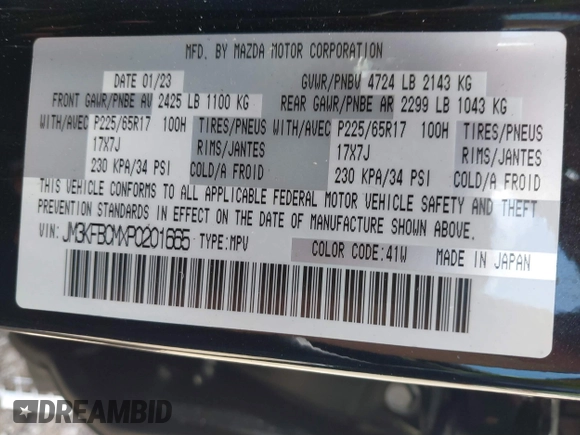 MFD. BY MAZDA MOTOR CORPORATION
DATE 01/23 GVWR/PNBV 4724 LB 2143 KG
FRONT GAWR/PNBE AV 2425 LB 1100 KG REAR GAWR/PNBE AR 2299 LB 1043 KG
WITH/AVEC P225/65R17 100H TIRES/PNEUS WITH/AVEC P225/65R17 100H TIRES/PNEUS
17X7J RIMS/JANTES 17X7J RIMS/JANTES
230 KPA/34 PSI COLD/A FROID 230 KPA/34 PSI COLD/A FROID
THIS VEHICLE CONFORMS TO ALL APPLICABLE FEDERAL MOTOR VEHICLE SAFETY AND THEFT
PREVENTION STANDARDS IN EFFECT ON THE DATE OF MANUFACTURE SHOWN ABOVE.
VIN: JM3KFBCMXP0201665 TYPE:MPV COLOR CODE:41W MADE IN JAPAN
DREAMBID